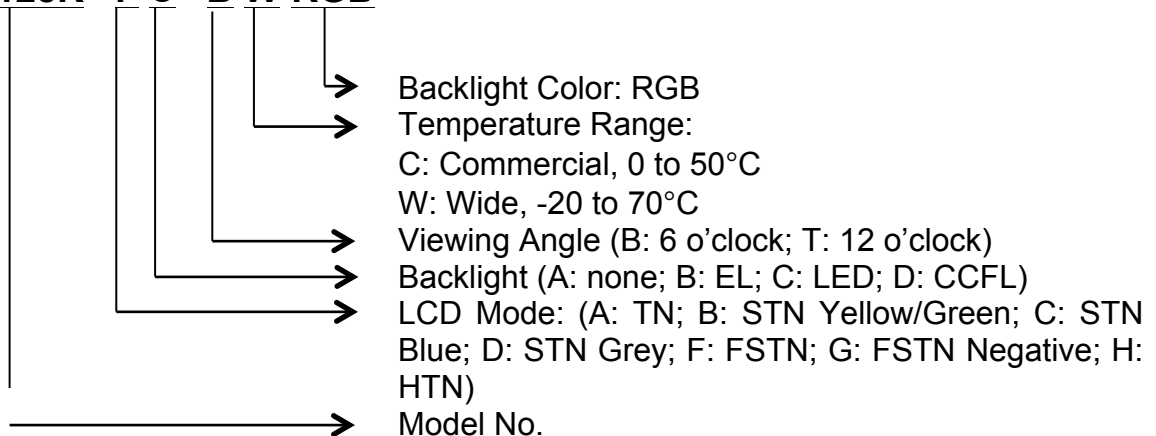 Backlight Color: RGB
Temperature Range:
C: Commercial, 0 to 50°C
W: Wide, -20 to 70°C
Viewing Angle (B: 6 o’clock; T: 12 o’clock)
Backlight (A: none; B: EL; C: LED; D: CCFL)
LCD Mode: (A: TN; B: STN Yellow/Green; C: STN
Blue; D: STN Grey; F: FSTN; G: FSTN Negative; H:
HTN)
Model No.